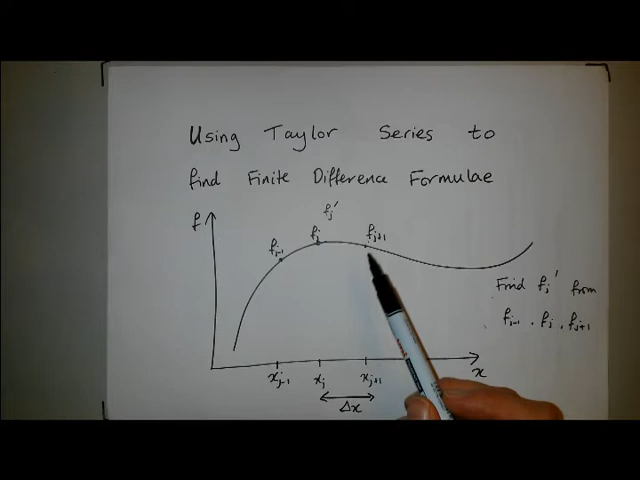 Using Taylor Series to
find Finite Difference Formulae
fj'
f
fj-1
fj
fj+1
Find fj' from
fj-1 , fj , fj+1
xj-1
xj
xj+1
x
Δx